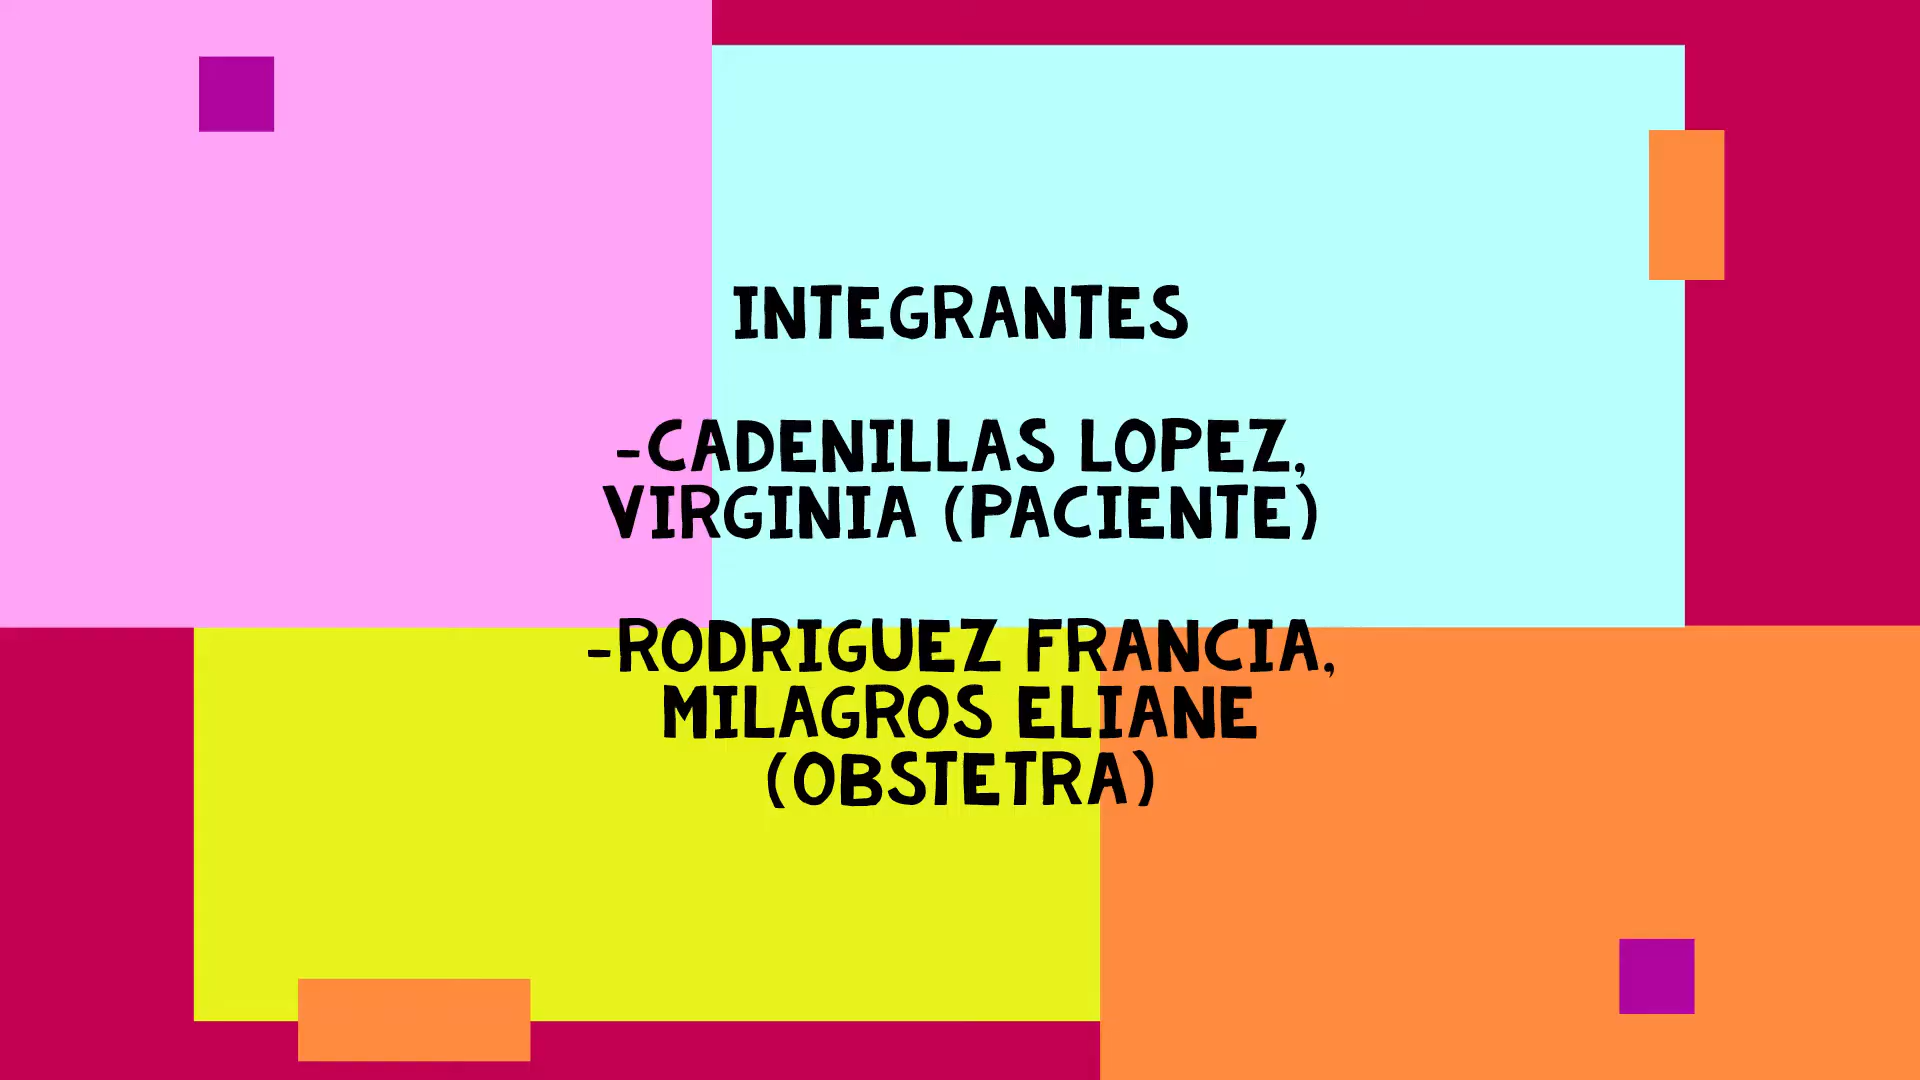 INTEGRANTES
-CADENILLAS LOPEZ,
VIRGINIA (PACIENTE)
-RODRIGUEZ FRANCIA,
MILAGROS ELIANE
(OBSTETRA)